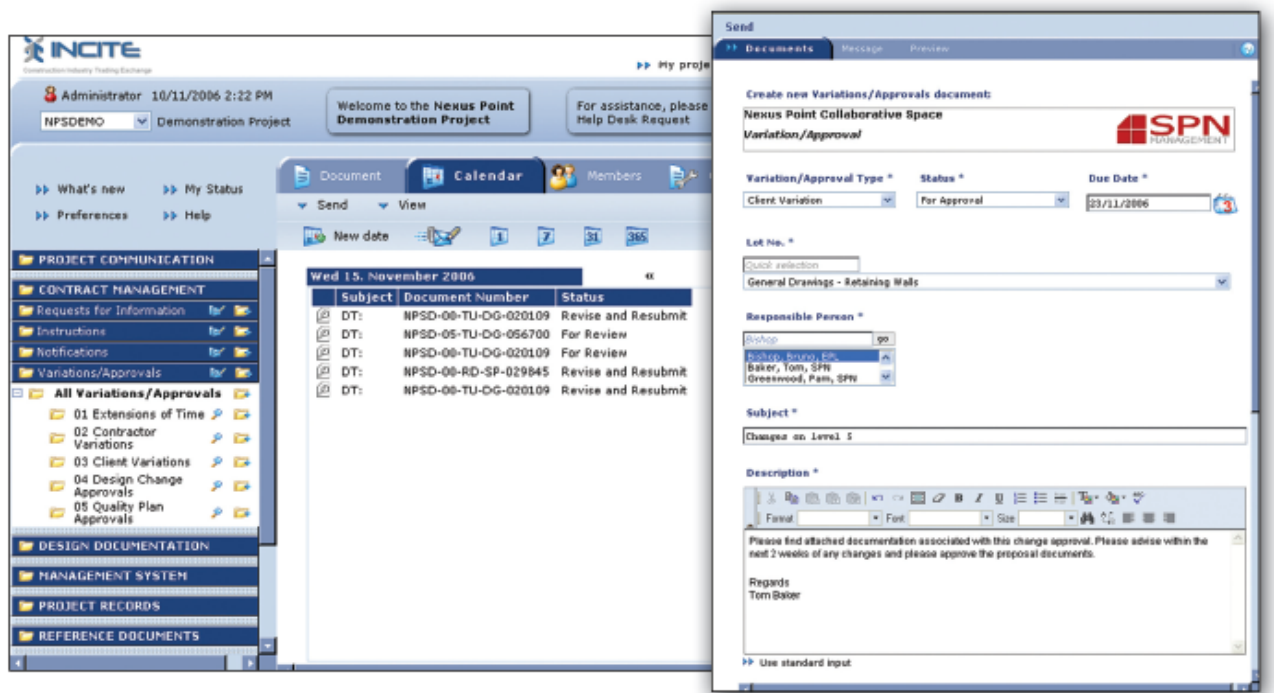 INCITE
Construction Industry Trading Exchange
My proje
Administrator 10/11/2006 2:22 PM
NPSDEMO Demonstration Project
Welcome to the Nexus Point
Demonstration Project
For assistance, please
Help Desk Request
What's new My Status
Preferences Help
Document Calendar Members
Send View
New date 1 7 31 365
PROJECT COMMUNICATION
CONTRACT MANAGEMENT
Requests for Information
Instructions
Notifications
Variations/Approvals
All Variations/Approvals
01 Extensions of Time
02 Contractor
Variations
03 Client Variations
04 Design Change
Approvals
05 Quality Plan
Approvals
DESIGN DOCUMENTATION
MANAGEMENT SYSTEM
PROJECT RECORDS
REFERENCE DOCUMENTS
Wed 15. November 2006 «
Subject Document Number Status
DT: NPSD-00-TU-DG-020109 Revise and Resubmit
DT: NPSD-05-TU-DG-056700 For Review
DT: NPSD-00-TU-DG-020109 For Review
DT: NPSD-00-RD-SP-029845 Revise and Resubmit
DT: NPSD-00-TU-DG-020109 Revise and Resubmit
Send
Documents Message Preview
Create new Variations/Approvals document:
Nexus Point Collaborative Space
Variation/Approval
SPN
MANAGEMENT
Variation/Approval Type * Status * Due Date *
Client Variation For Approval 23/11/2006 3
Lot No. *
Quick selection
General Drawings - Retaining Walls
Responsible Person *
Bishop go
Bishop, Bruno, EPL
Baker, Tom, SPN
Greenwood, Pam, SPN
Subject *
Changes on Level 5
Description *
B I U
Format Font Size
Please find attached documentation associated with this change approval. Please advise within the
next 2 weeks of any changes and please approve the proposal documents.
Regards
Tom Baker
Use standard input